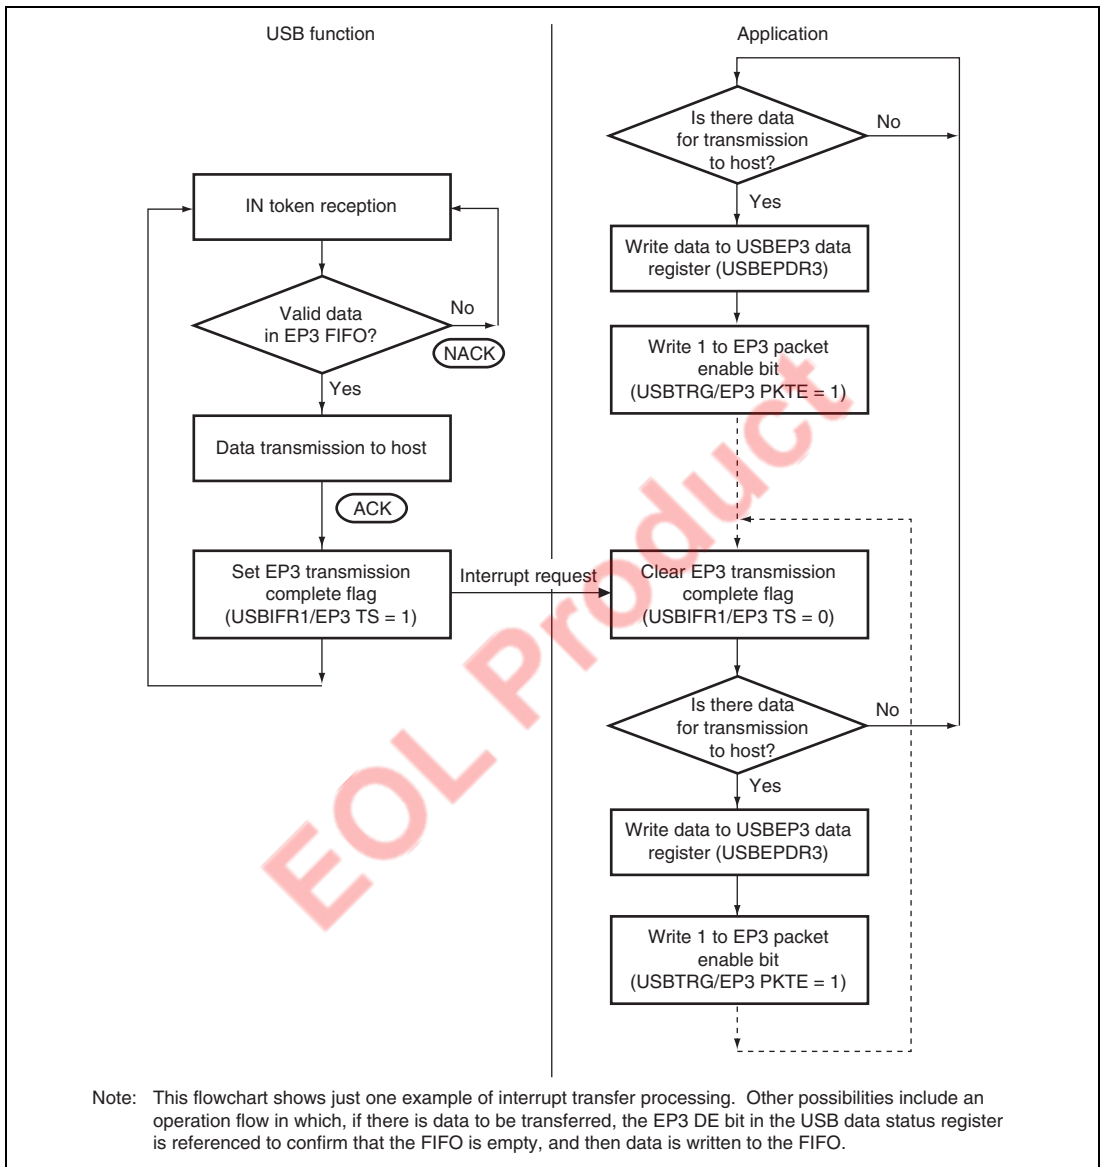 USB function
Application
Is there data
for transmission
to host?
No
Yes
IN token reception
Write data to USBEP3 data
register (USBEPDR3)
Valid data
in EP3 FIFO?
No
NACK
Yes
Write 1 to EP3 packet
enable bit
(USBTRG/EP3 PKTE = 1)
Data transmission to host
ACK
Set EP3 transmission
complete flag
(USBIFR1/EP3 TS = 1)
Interrupt request
Clear EP3 transmission
complete flag
(USBIFR1/EP3 TS = 0)
Is there data
for transmission
to host?
No
Yes
Write data to USBEP3 data
register (USBEPDR3)
Write 1 to EP3 packet
enable bit
(USBTRG/EP3 PKTE = 1)
EOL Product
Note: This flowchart shows just one example of interrupt transfer processing. Other possibilities include an
operation flow in which, if there is data to be transferred, the EP3 DE bit in the USB data status register
is referenced to confirm that the FIFO is empty, and then data is written to the FIFO.